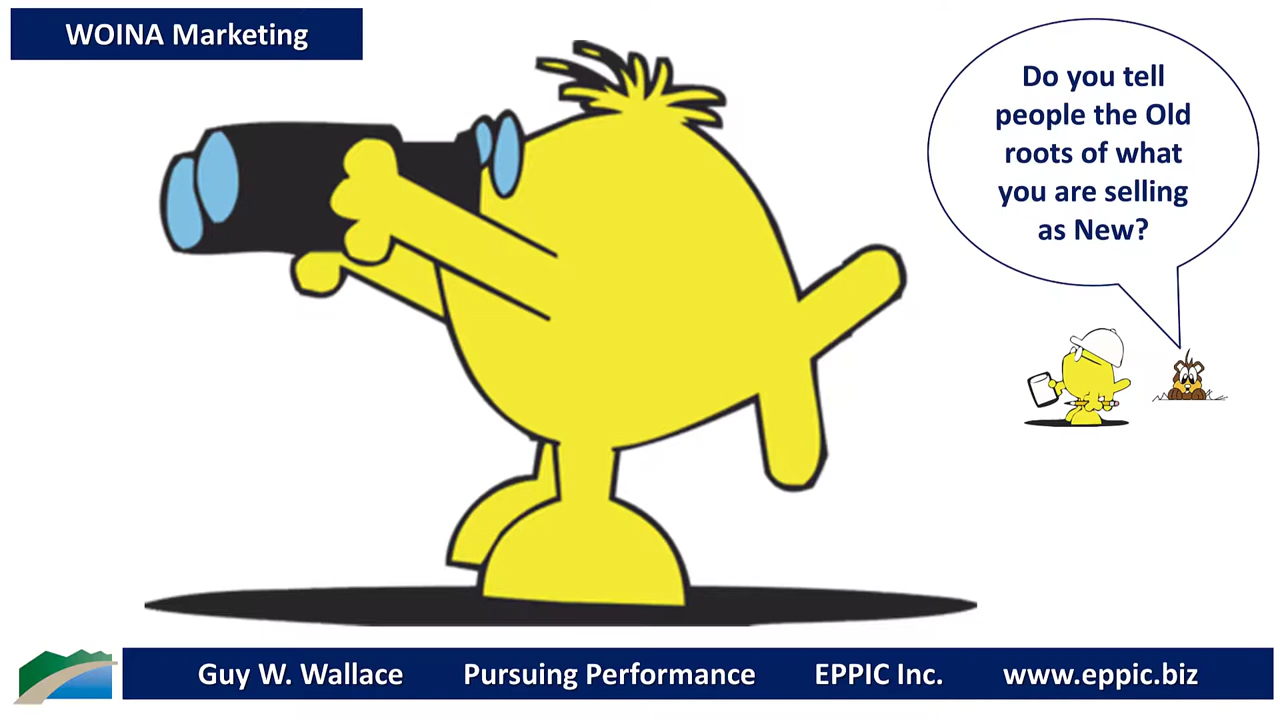 WOINA Marketing
Do you tell
people the Old
roots of what
you are selling
as New?
Guy W. Wallace Pursuing Performance EPPIC Inc. www.eppic.biz